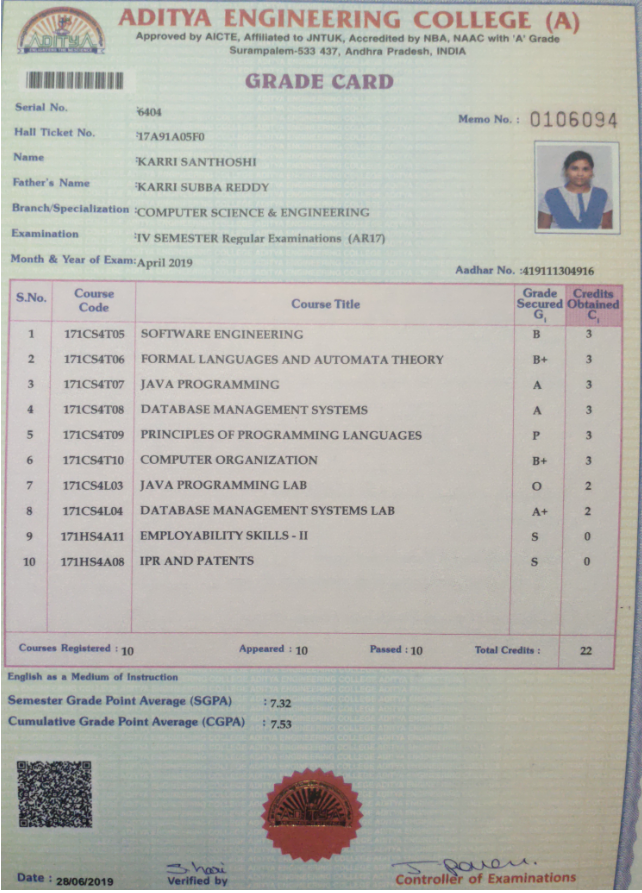 ADITYA ENGINEERING COLLEGE (A)
Approved by AICTE, Affiliated to JNTUK, Accredited by NBA, NAAC with 'A' Grade
Surampalem-533 437, Andhra Pradesh, INDIA
ADITYA
GRADE CARD
Serial No. :6404
Memo No. : 0106094
Hall Ticket No. :17A91A05F0
Name :KARRI SANTHOSHI
Father's Name :KARRI SUBBA REDDY
Branch/Specialization :COMPUTER SCIENCE & ENGINEERING
Examination :IV SEMESTER Regular Examinations (AR17)
Month & Year of Exam: April 2019
Aadhar No. :419111304916
S.No. Course Code Course Title Grade Secured Gi Credits Obtained Ci
1 171CS4T05 SOFTWARE ENGINEERING B 3
2 171CS4T06 FORMAL LANGUAGES AND AUTOMATA THEORY B+ 3
3 171CS4T07 JAVA PROGRAMMING A 3
4 171CS4T08 DATABASE MANAGEMENT SYSTEMS A 3
5 171CS4T09 PRINCIPLES OF PROGRAMMING LANGUAGES P 3
6 171CS4T10 COMPUTER ORGANIZATION B+ 3
7 171CS4L03 JAVA PROGRAMMING LAB O 2
8 171CS4L04 DATABASE MANAGEMENT SYSTEMS LAB A+ 2
9 171HS4A11 EMPLOYABILITY SKILLS - II S 0
10 171HS4A08 IPR AND PATENTS S 0
Courses Registered : 10 Appeared : 10 Passed : 10 Total Credits : 22
English as a Medium of Instruction
Semester Grade Point Average (SGPA) : 7.32
Cumulative Grade Point Average (CGPA) : 7.53
Date : 28/06/2019 Verified by Controller of Examinations